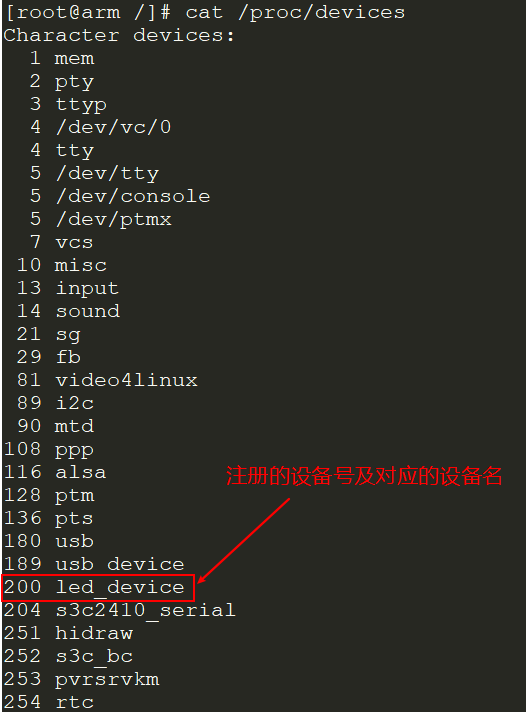 [root@arm /]# cat /proc/devices
Character devices:
1 mem
2 pty
3 ttyp
4 /dev/vc/0
4 tty
5 /dev/tty
5 /dev/console
5 /dev/ptmx
7 vcs
10 misc
13 input
14 sound
21 sg
29 fb
81 video4linux
89 i2c
90 mtd
108 ppp
116 alsa
注册的设备号及对应的设备名
128 ptm
136 pts
180 usb
189 usb_device
200 led_device
204 s3c2410_serial
251 hidraw
252 s3c_bc
253 pvrsrvkm
254 rtc